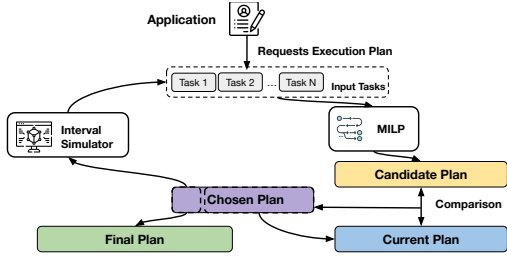 Application
Requests Execution Plan
Task 1 Task 2 ... Task N Input Tasks
Interval
Simulator
MILP
Candidate Plan
Chosen Plan
Comparison
Final Plan
Current Plan